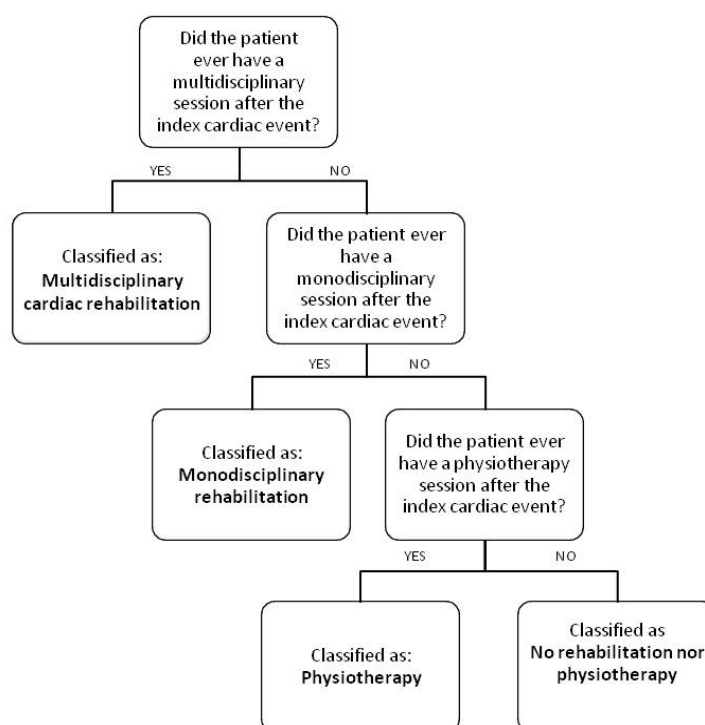 Did the patient
ever have a
multidisciplinary
session after the
index cardiac event?
YES
NO
Classified as:
Multidisciplinary
cardiac rehabilitation
Did the patient ever
have a
monodisciplinary
session after the
index cardiac event?
YES
NO
Classified as:
Monodisciplinary
rehabilitation
Did the patient ever
have a physiotherapy
session after the
index cardiac event?
YES
NO
Classified as:
Physiotherapy
Classified as
No rehabilitation nor
physiotherapy